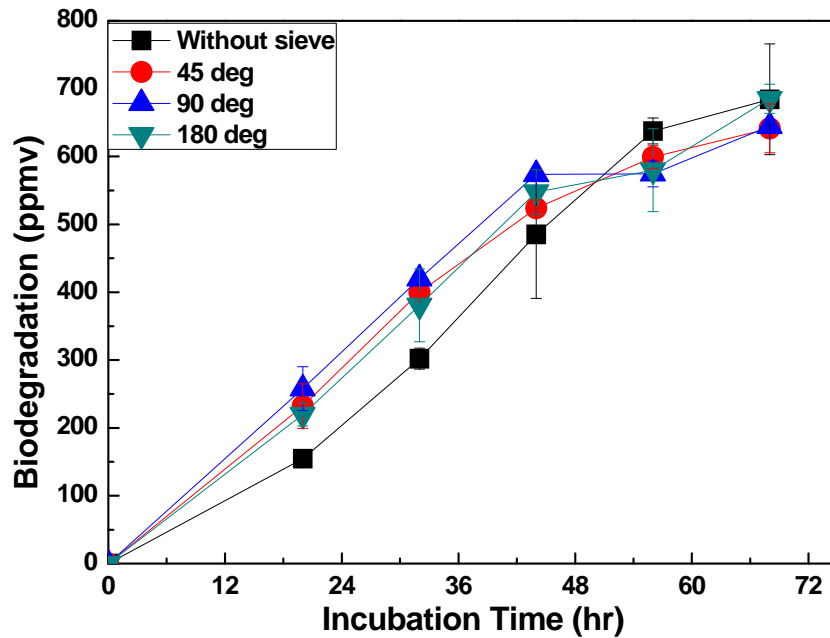 800
700
600
500
400
300
200
100
0
Biodegradation (ppmv)
Without sieve
45 deg
90 deg
180 deg
0 12 24 36 48 60 72
Incubation Time (hr)